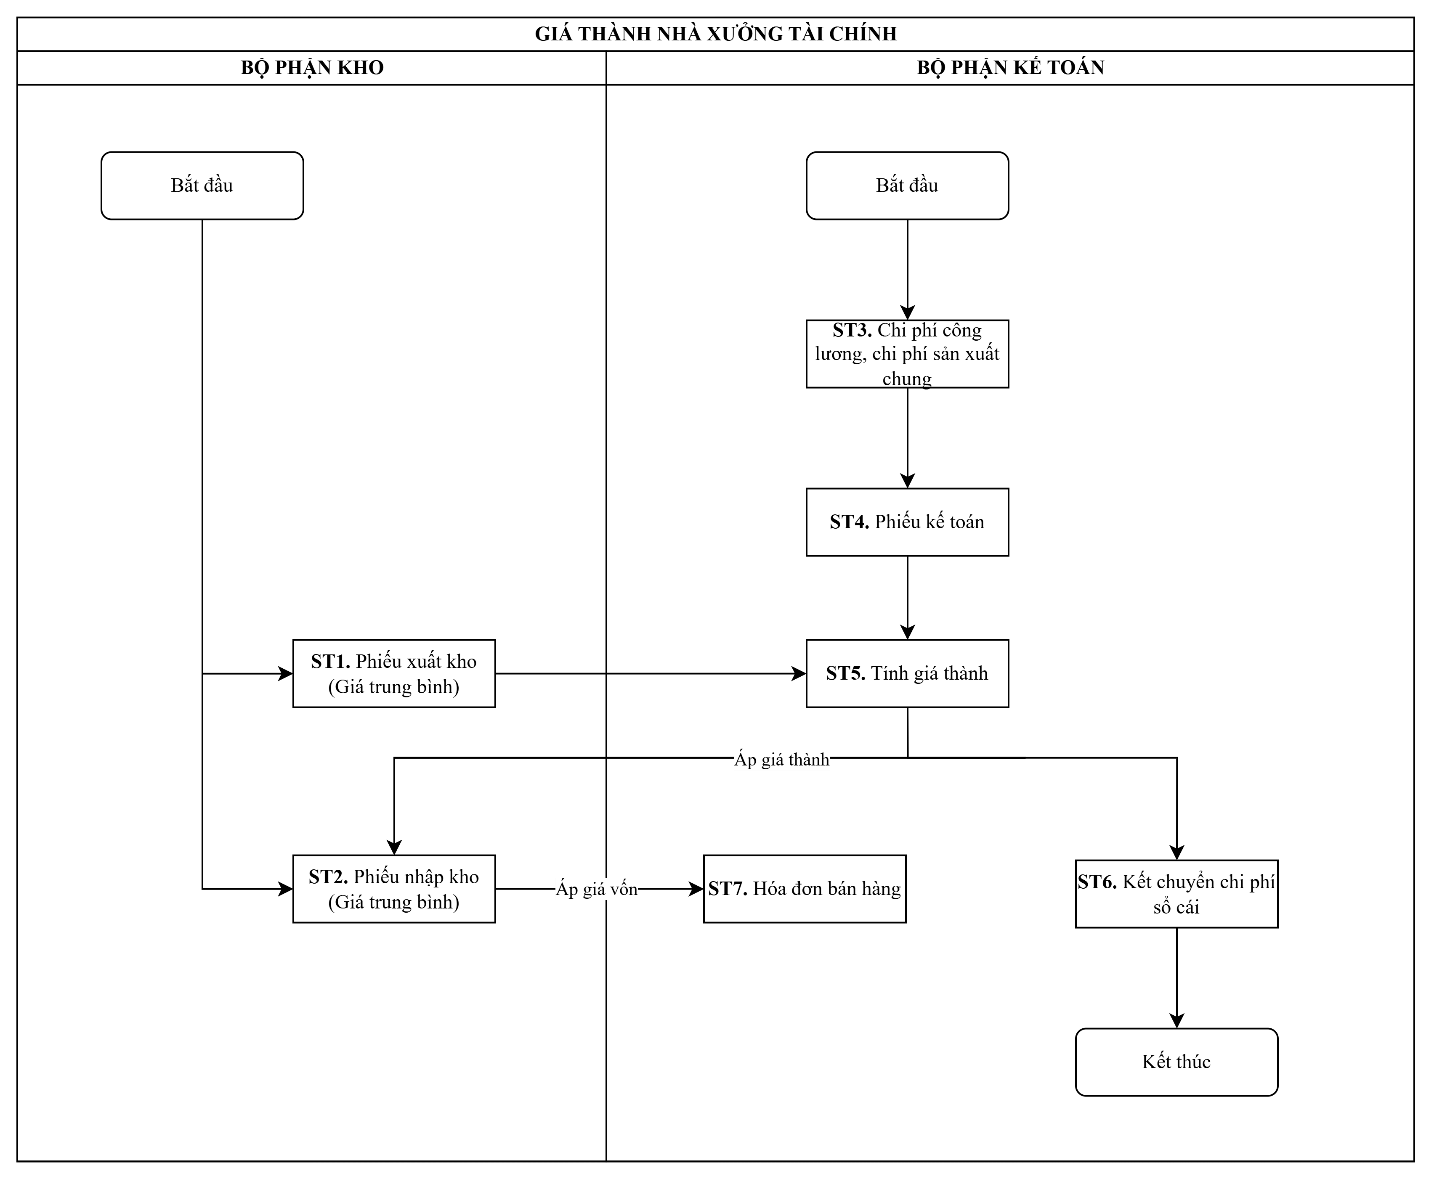 GIÁ THÀNH NHÀ XƯỞNG TÀI CHÍNH
BỘ PHẬN KHO
BỘ PHẬN KẾ TOÁN
Bắt đầu
Bắt đầu
ST3. Chi phí công
lương, chi phí sản xuất
chung
ST4. Phiếu kế toán
ST1. Phiếu xuất kho
(Giá trung bình)
ST5. Tính giá thành
Áp giá thành
ST2. Phiếu nhập kho
(Giá trung bình)
Áp giá vốn
ST7. Hóa đơn bán hàng
ST6. Kết chuyển chi phí
sổ cái
Kết thúc